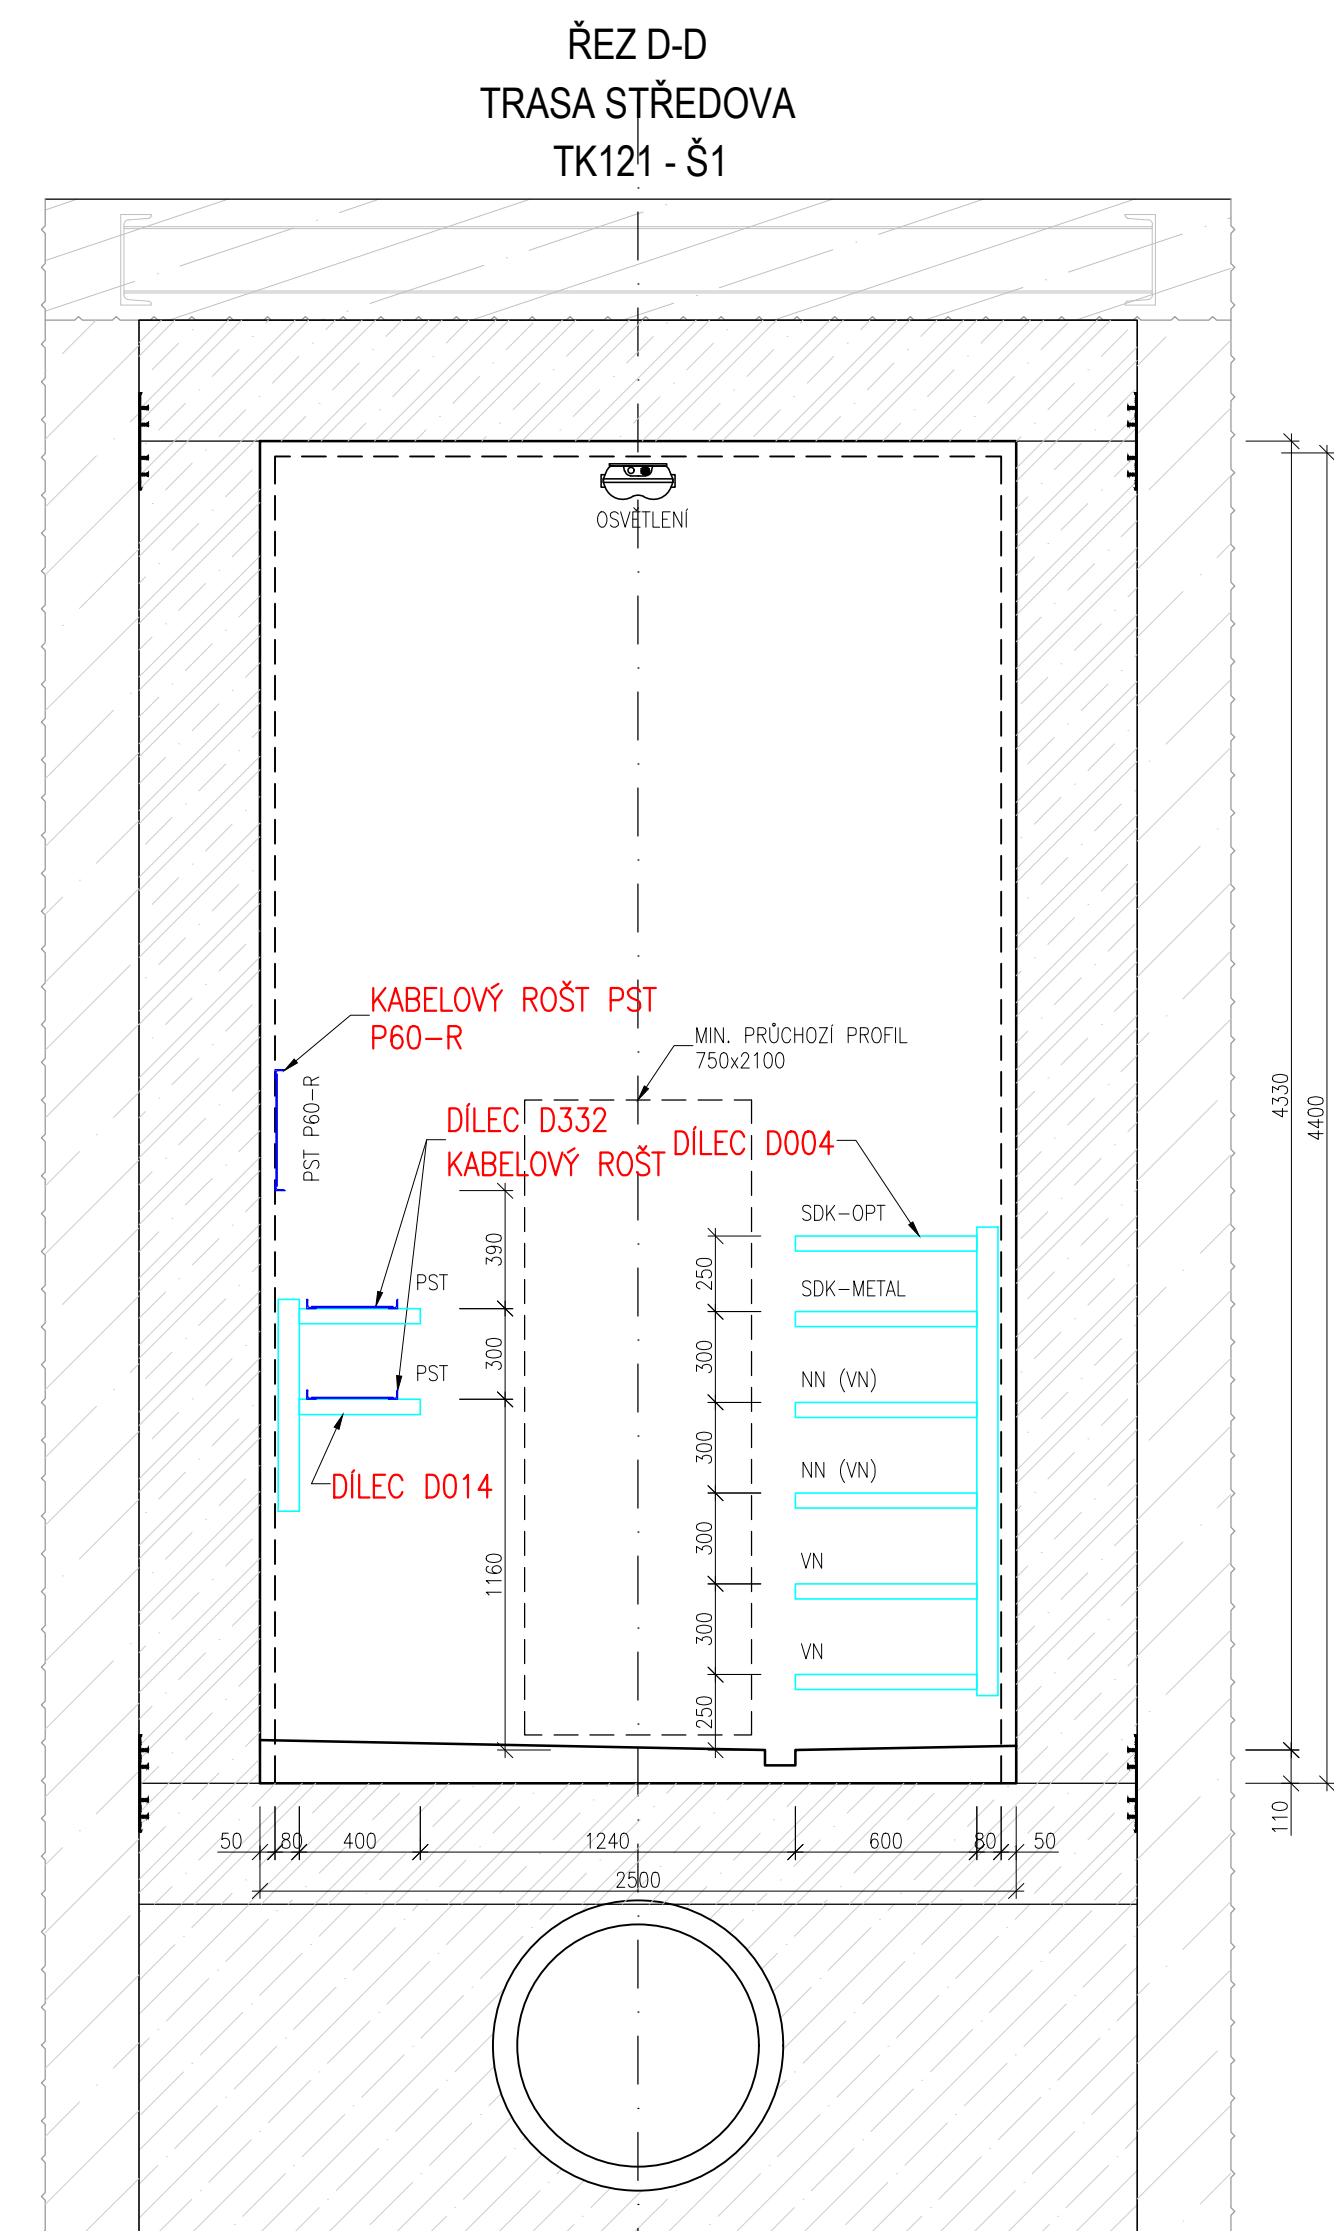 ŘEZ D-D
TRASA STŘEDOVA
TK121 - Š1
OSVĚTLENÍ
KABELOVÝ ROŠT PST
P60-R
MIN. PRŮCHOZÍ PROFIL
750x2100
PST P60-R
DÍLEC D332
KABELOVÝ ROŠT
DÍLEC D004
SDK-OPT
SDK-METAL
NN (VN)
NN (VN)
VN
VN
PST
PST
DÍLEC D014
390
300
1160
250
300
300
300
300
250
4330
4400
110
50
80
400
1240
600
80
50
2500